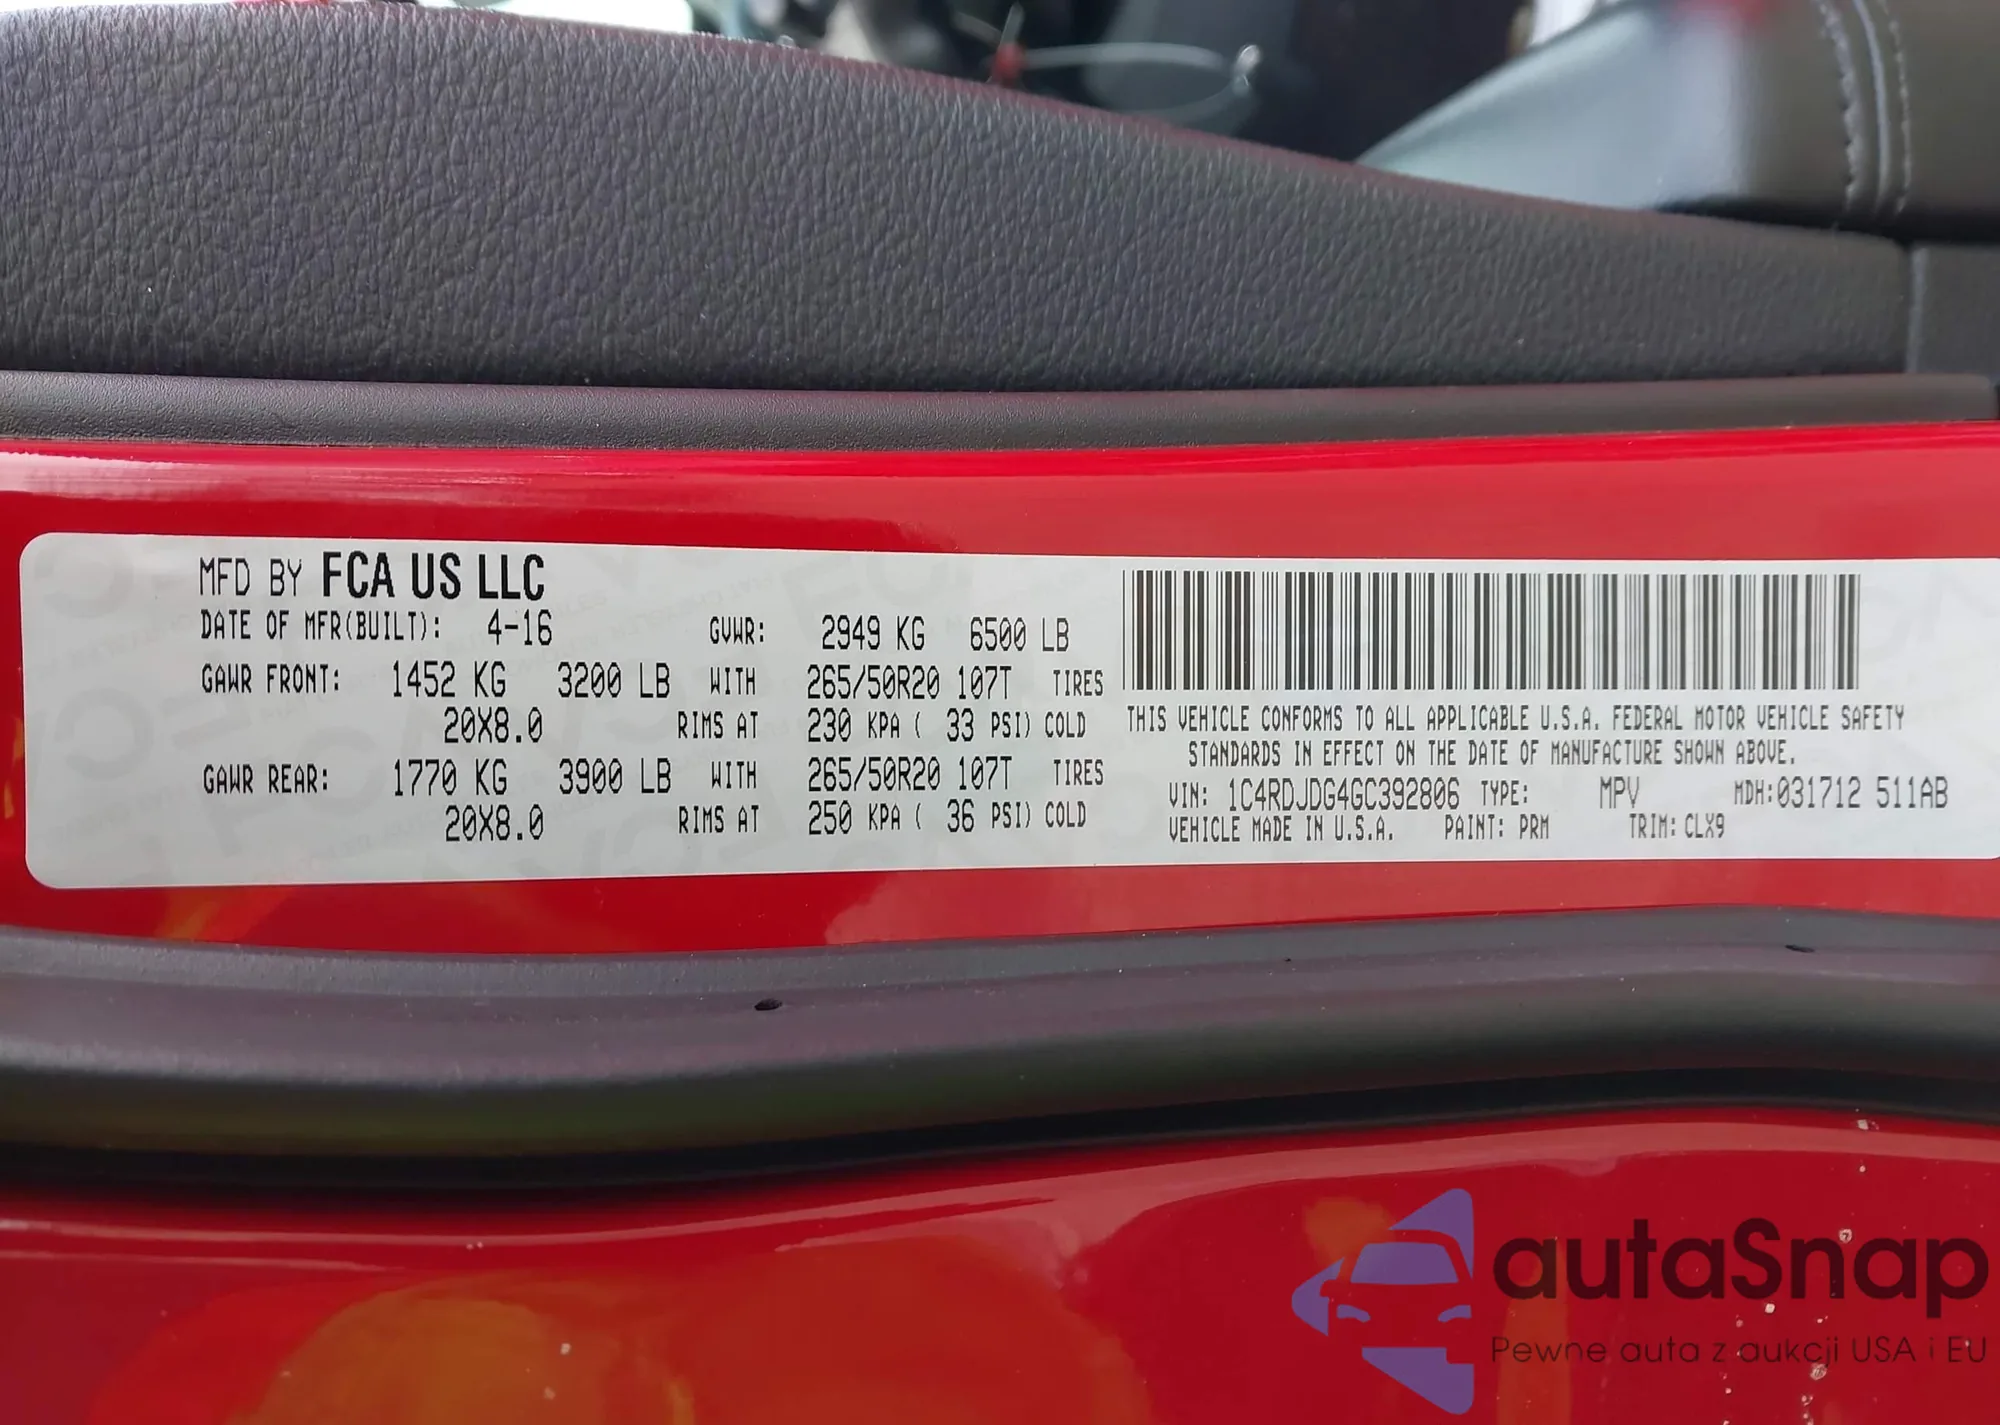 MFD BY FCA US LLC
DATE OF MFR(BUILT): 4-16 GVWR: 2949 KG 6500 LB
GAWR FRONT: 1452 KG 3200 LB WITH 265/50R20 107T TIRES
20X8.0 RIMS AT 230 KPA ( 33 PSI) COLD
GAWR REAR: 1770 KG 3900 LB WITH 265/50R20 107T TIRES
20X8.0 RIMS AT 250 KPA ( 36 PSI) COLD
THIS VEHICLE CONFORMS TO ALL APPLICABLE U.S.A. FEDERAL MOTOR VEHICLE SAFETY
STANDARDS IN EFFECT ON THE DATE OF MANUFACTURE SHOWN ABOVE.
VIN: 1C4RDJDG4GC392806 TYPE: MPV MDH:031712 511AB
VEHICLE MADE IN U.S.A. PAINT: PRM TRIM: CLX9
autaSnap
Pewne auta z aukcji USA i EU